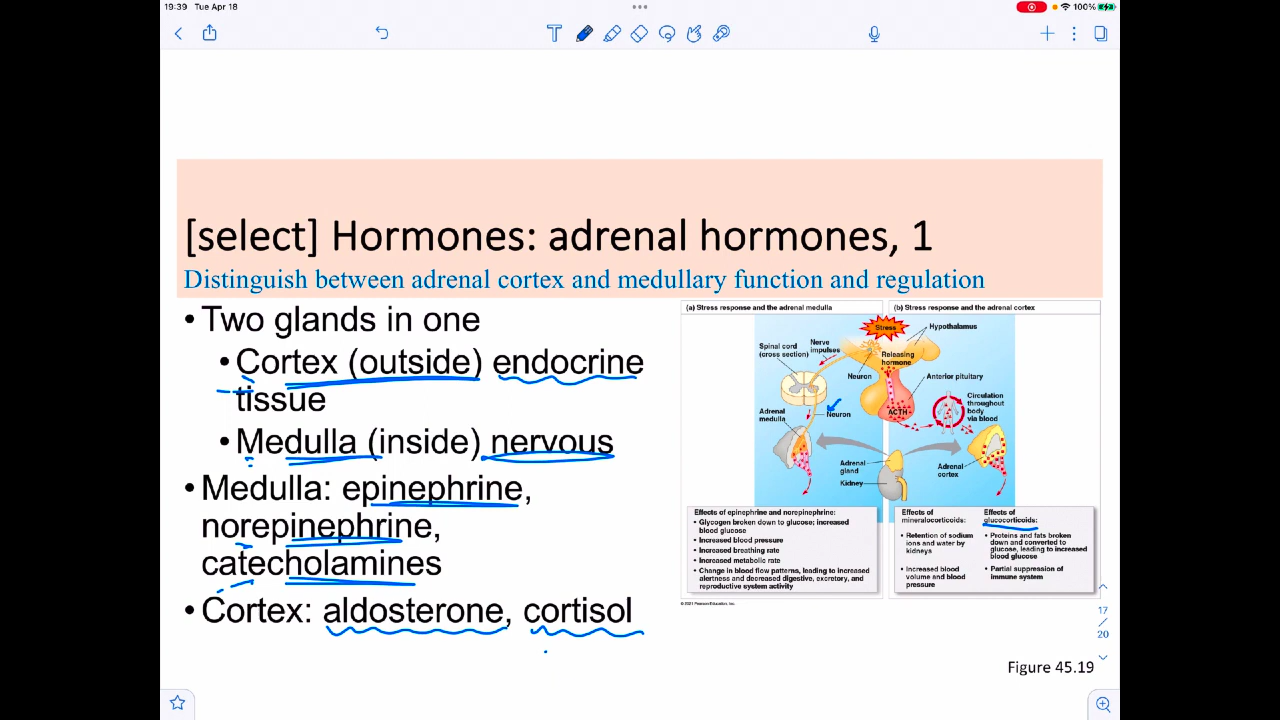 19:39 Tue Apr 18
100%
[select] Hormones: adrenal hormones, 1
Distinguish between adrenal cortex and medullary function and regulation
• Two glands in one
• Cortex (outside) endocrine
tissue
• Medulla (inside) nervous
• Medulla: epinephrine,
norepinephrine,
catecholamines
• Cortex: aldosterone, cortisol
(a) Stress response and the adrenal medulla
(b) Stress response and the adrenal cortex
Stress
Hypothalamus
Spinal cord
(cross section)
Nerve
impulses
Releasing
hormone
Neuron
Anterior pituitary
Adrenal
medulla
Neuron
ACTH
Circulation
throughout
body
via blood
Adrenal
gland
Kidney
Adrenal
cortex
Effects of epinephrine and norepinephrine:
• Glycogen broken down to glucose; increased
blood glucose
• Increased blood pressure
• Increased breathing rate
• Increased metabolic rate
• Change in blood flow patterns, leading to increased
alertness and decreased digestive, excretory, and
reproductive system activity
Effects of
mineralocorticoids:
• Retention of sodium
ions and water by
kidneys
• Increased blood
volume and blood
pressure
Effects of
glucocorticoids:
• Proteins and fats broken
down and converted to
glucose, leading to increased
blood glucose
• Partial suppression of
immune system
© 2021 Pearson Education, Inc.
17
/
20
Figure 45.19